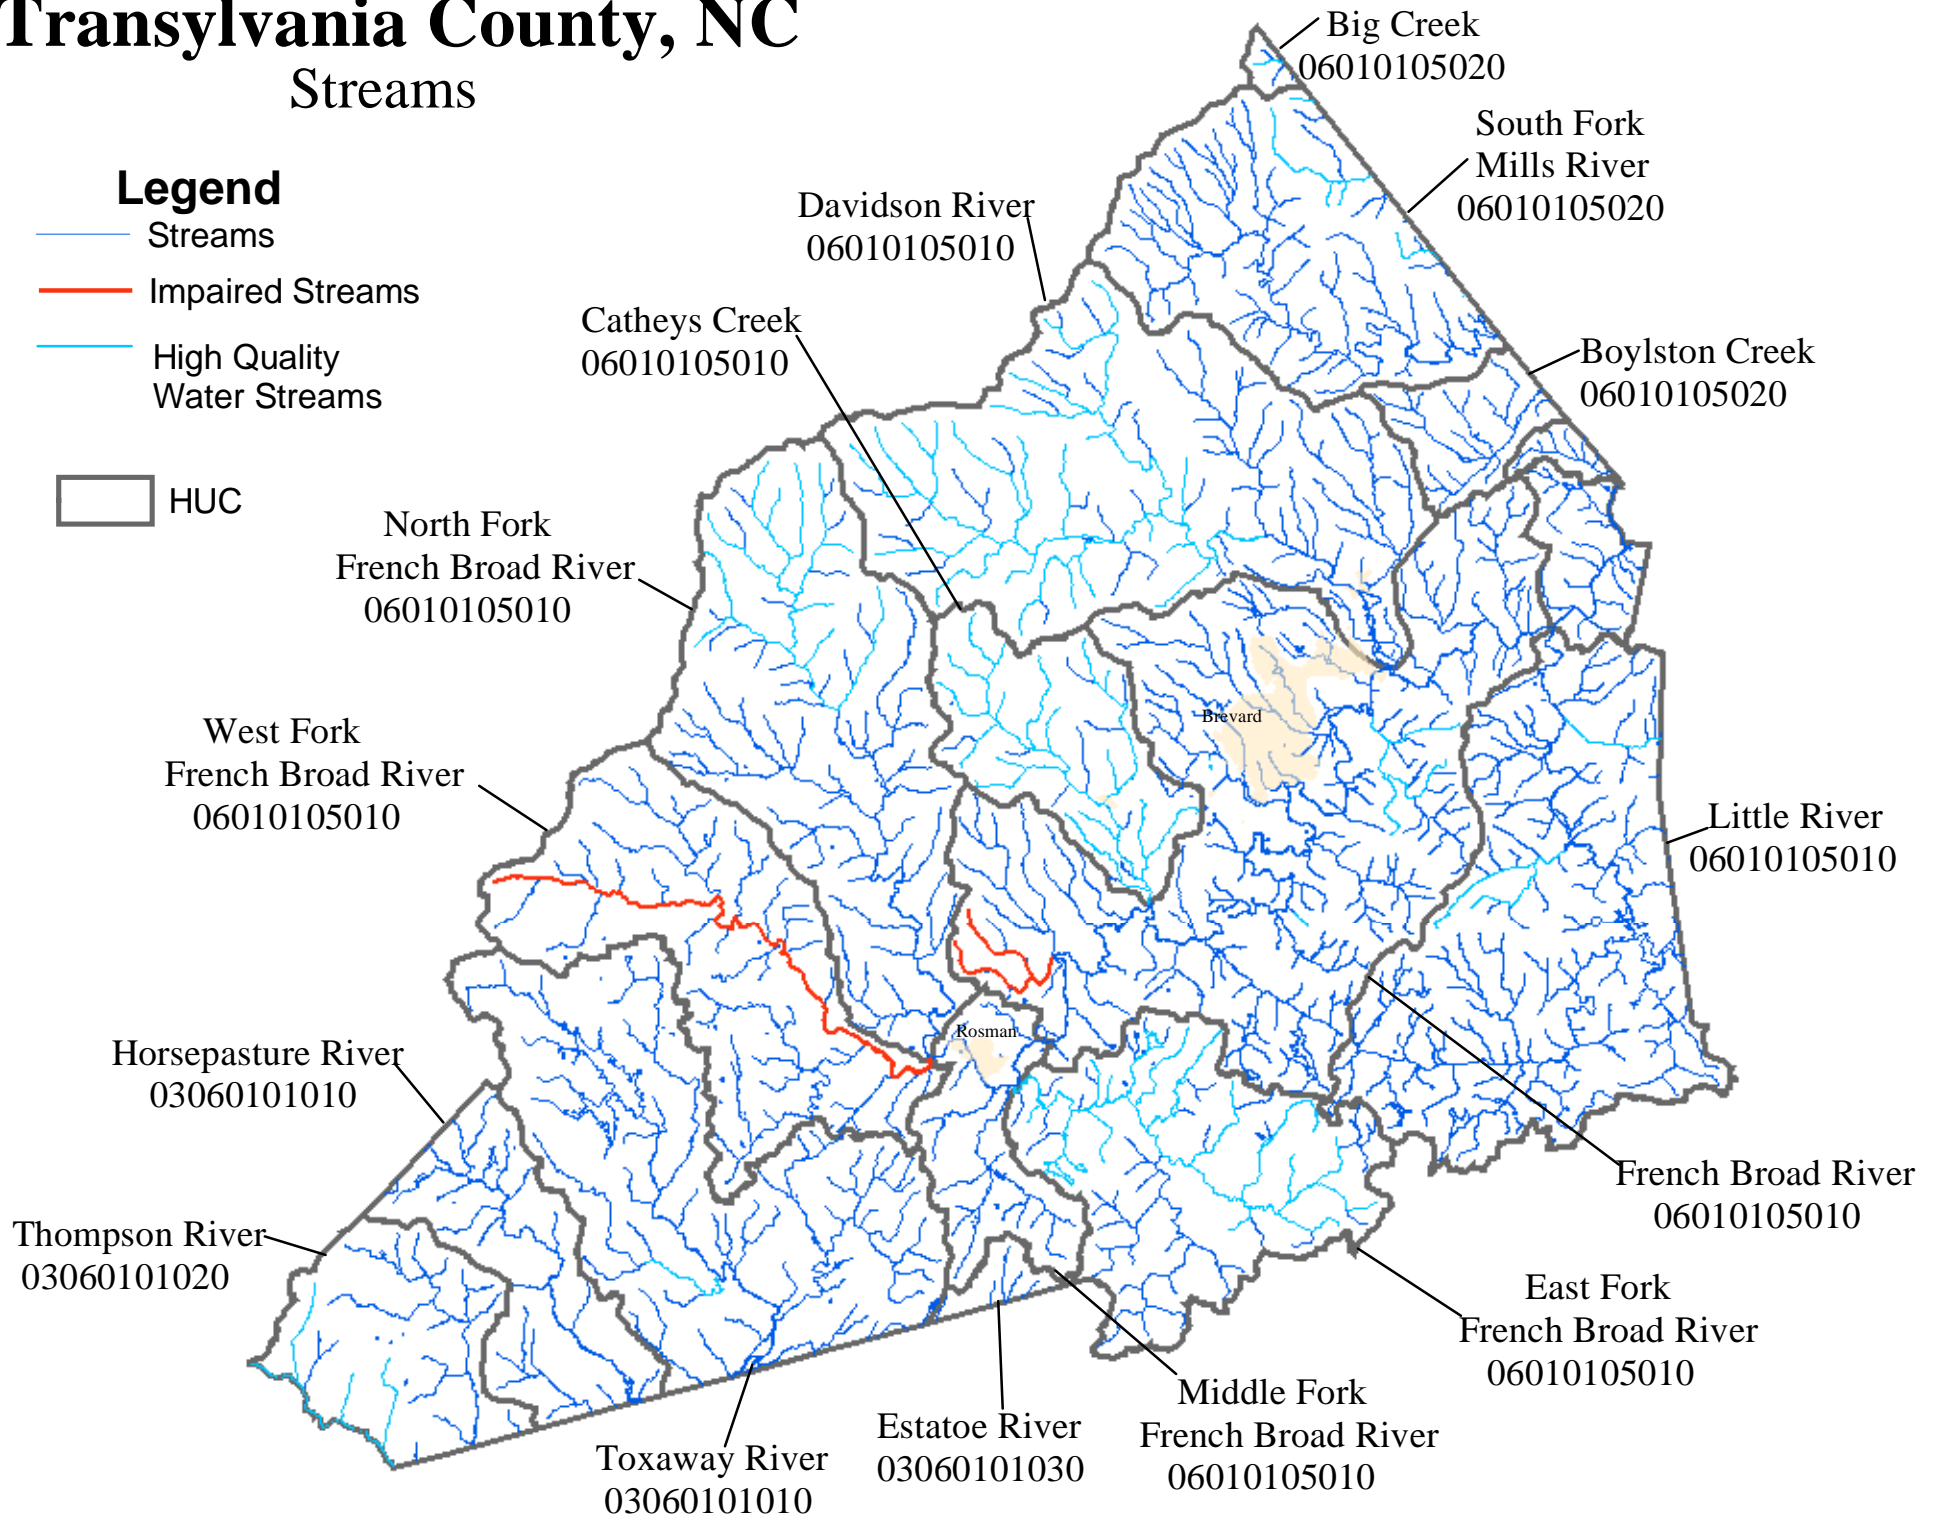 Transylvania County, NC
Streams
Legend
Streams
Impaired Streams
High Quality
Water Streams
HUC
Big Creek
06010105020
South Fork
Mills River
06010105020
Davidson River
06010105010
Catheys Creek
06010105010
Boylston Creek
06010105020
North Fork
French Broad River
06010105010
West Fork
French Broad River
06010105010
Brevard
Little River
06010105010
Rosman
Horsepasture River
03060101010
French Broad River
06010105010
Thompson River
03060101020
East Fork
French Broad River
06010105010
Middle Fork
French Broad River
06010105010
Estatoe River
03060101030
Toxaway River
03060101010